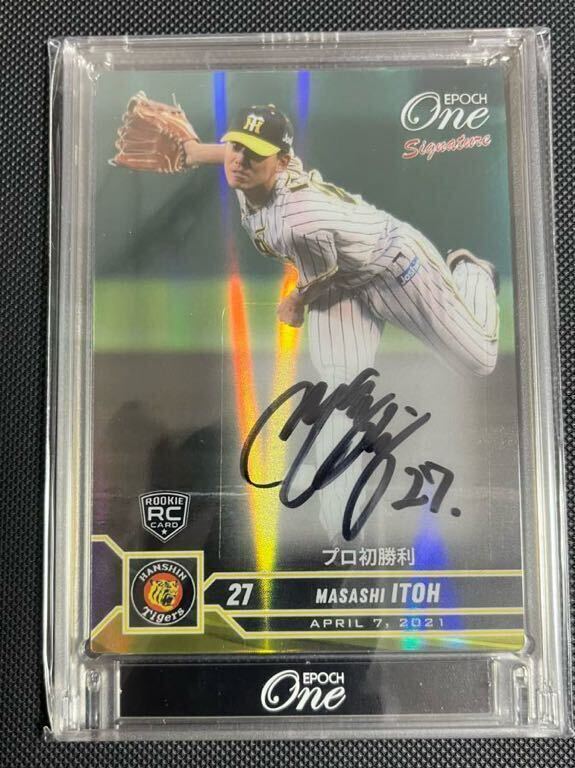 EPOCH
One
Signature
27.
ROOKIE
RC
CARD
プロ初勝利
HANSHIN
Tigers
27 MASASHI ITOH
APRIL 7, 2021
EPOCH
One